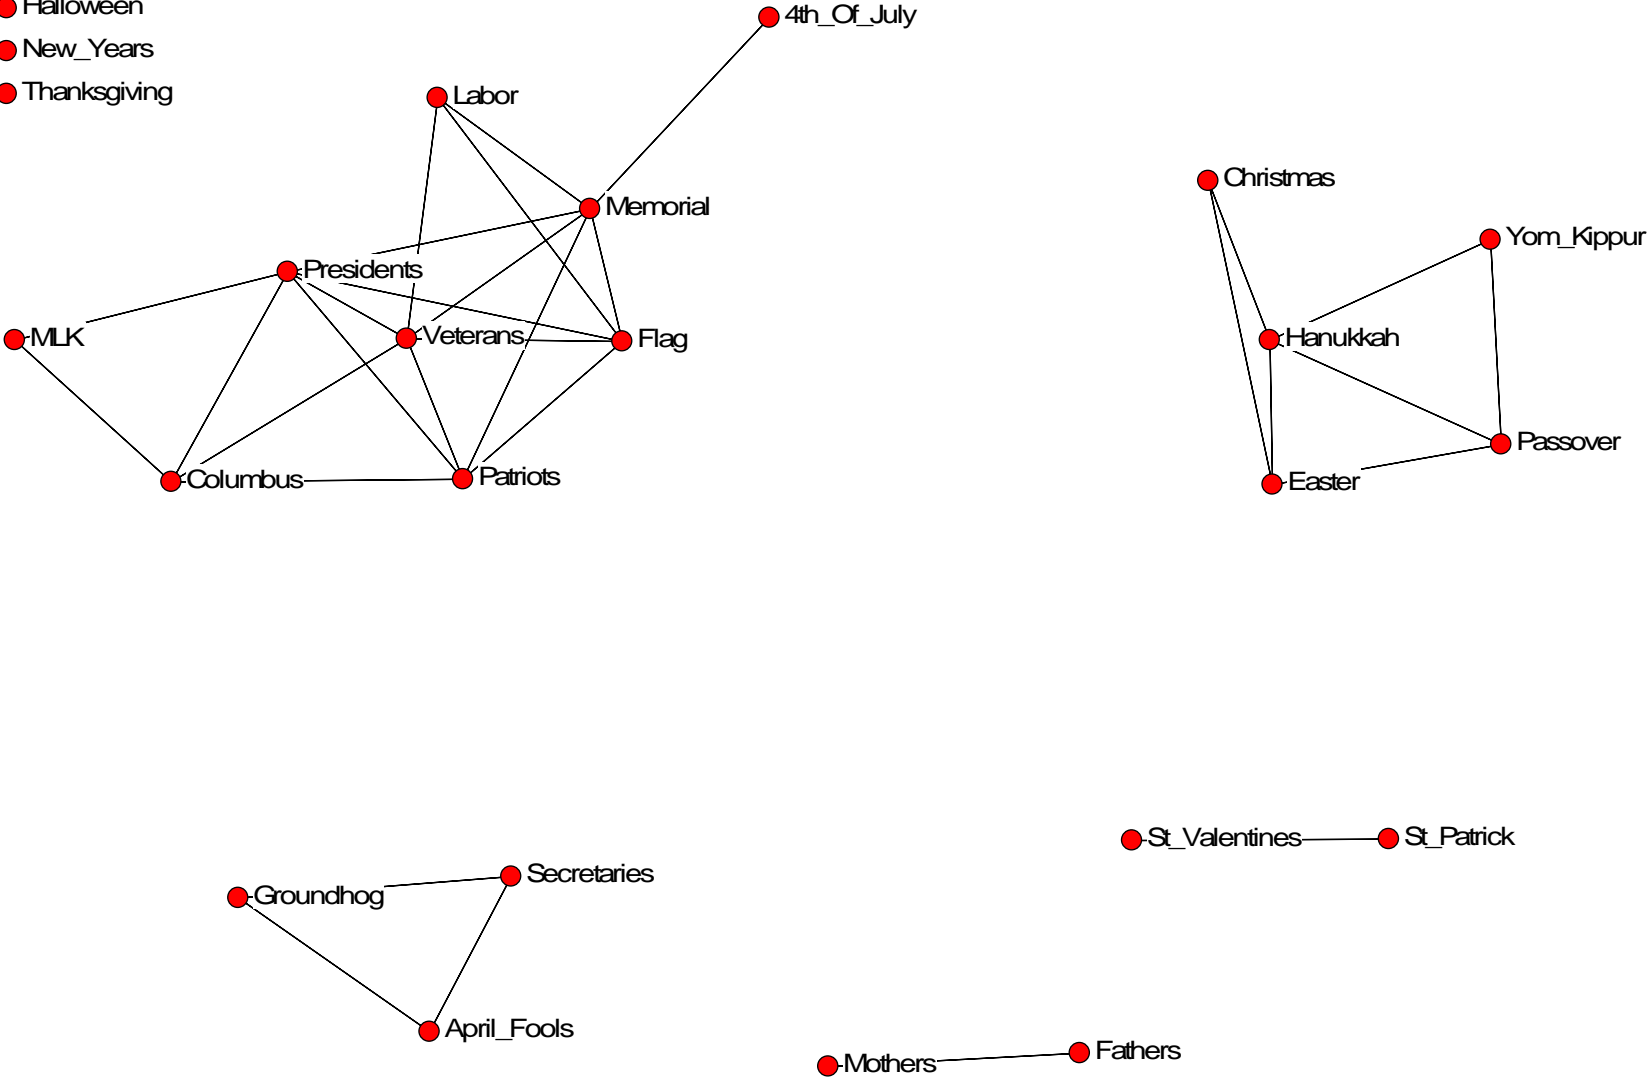 Halloween
4th_Of_July
New_Years
Thanksgiving
Labor
Christmas
Memorial
Yom_Kippur
Presidents
MLK
Veterans
Flag
Hanukkah
Passover
Columbus
Patriots
Easter
St_Valentines
St_Patrick
Secretaries
Groundhog
April_Fools
Fathers
Mothers